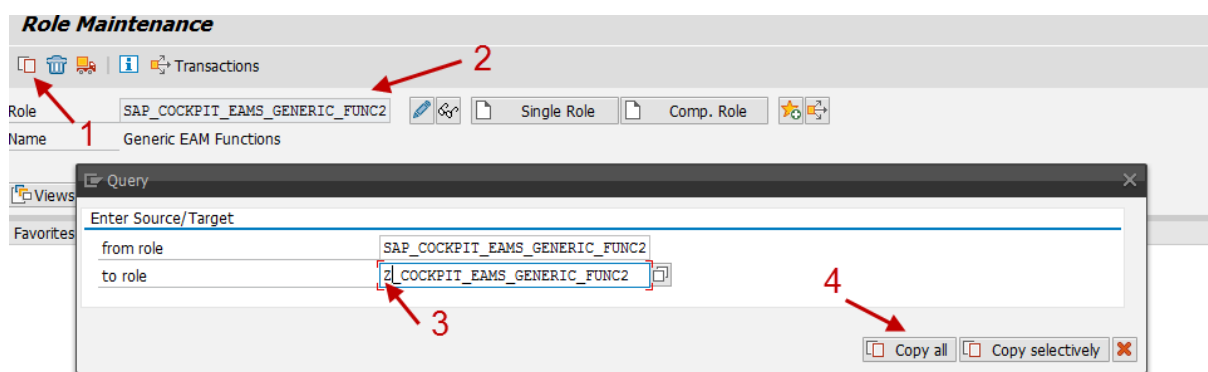 Role Maintenance
Transactions
2
Role SAP_COCKPIT_EAMS_GENERIC_FUNC2 Single Role Comp. Role
1
Name Generic EAM Functions
Views
Query
Enter Source/Target
Favorites
from role SAP_COCKPIT_EAMS_GENERIC_FUNC2
to role Z_COCKPIT_EAMS_GENERIC_FUNC2
4
3
Copy all Copy selectively